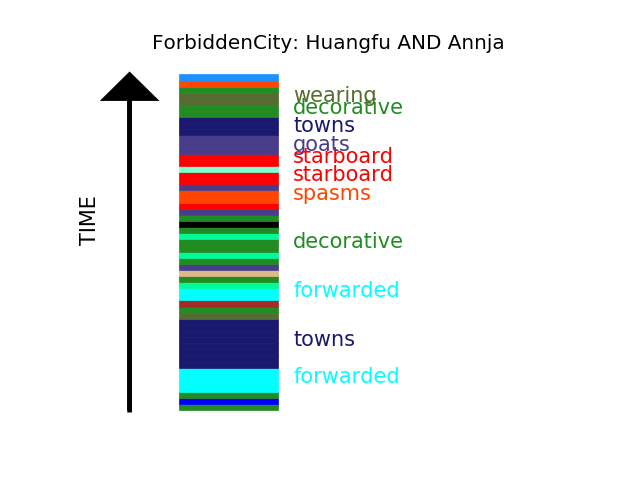 ForbiddenCity: Huangfu AND Annja
wearing
decorative
towns
goats
starboard
starboard
spasms
decorative
forwarded
towns
forwarded
TIME